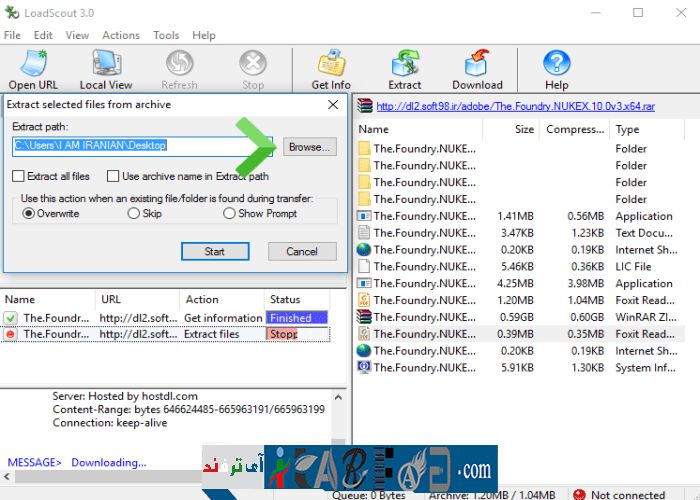 LoadScout 3.0
File Edit View Actions Tools Help
Open URL Local View Refresh Stop Get Info Extract Download Help
Extract selected files from archive
Extract path:
C:\Users\I AM IRANIAN\Desktop
Browse...
Extract all files Use archive name in Extract path
Use this action when an existing file/folder is found during transfer:
Overwrite Skip Show Prompt
Start Cancel
http://dl2.soft98.ir/adobe/The.Foundry.NUKEX.10.0v3.x64.rar
Name Size Compress... Type
The.Foundry.NUKE... Folder
The.Foundry.NUKE... Folder
The.Foundry.NUKE... Folder
The.Foundry.NUKE... Folder
The.Foundry.NUKE... 1.41MB 0.56MB Application
The.Foundry.NUKE... 3.47KB 1.23KB Text Docu...
The.Foundry.NUKE... 0.20KB 0.19KB Internet Sh...
The.Foundry.NUKE... 5.46KB 0.36KB LIC File
The.Foundry.NUKE... 4.25MB 3.98MB Application
The.Foundry.NUKE... 1.20MB 1.04MB Foxit Read...
The.Foundry.NUKE... 0.59GB 0.60GB WinRAR ZI...
The.Foundry.NUKE... 0.39MB 0.35MB Foxit Read...
The.Foundry.NUKE... 0.20KB 0.19KB Internet Sh...
The.Foundry.NUKE... 5.91KB 1.30KB System Inf...
Name URL Action Status
The.Foundr... http://dl2.soft... Get information Finished
The.Foundr... http://dl2.soft... Extract files Stopp
Server: Hosted by hostdl.com
Content-Range: bytes 646624485-665963191/665963199
Connection: keep-alive
MESSAGE> Downloading...
آی ترفند ITARFAND.com
Queue: 0 Bytes Archive: 1.20MB / 1.04MB Not connected